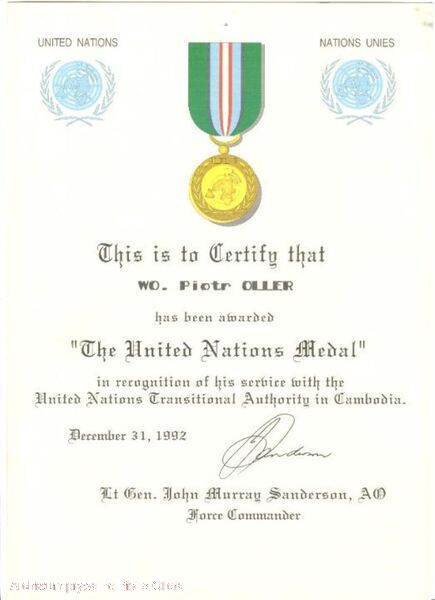 UNITED NATIONS
NATIONS UNIES
This is to Certify that
WO. Piotr OLLER
has been awarded
"The United Nations Medal"
in recognition of his service with the
United Nations Transitional Authority in Cambodia.
December 31, 1992
Sanderson
Lt Gen. John Murray Sanderson, AO
Force Commander